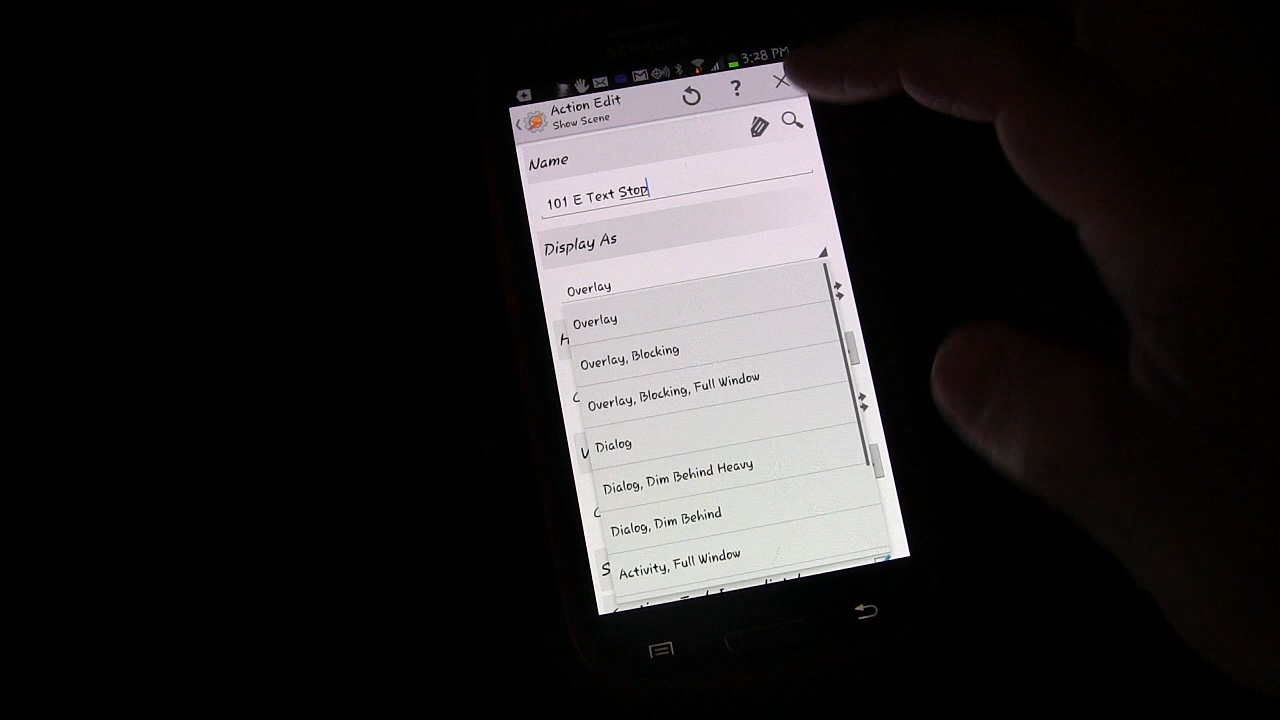 SAMSUNG
3:28 PM
Action Edit
Show Scene
Name
101 E Text Stop
Display As
Overlay
Overlay
Overlay, Blocking
Overlay, Blocking, Full Window
Dialog
Dialog, Dim Behind Heavy
Dialog, Dim Behind
Activity, Full Window